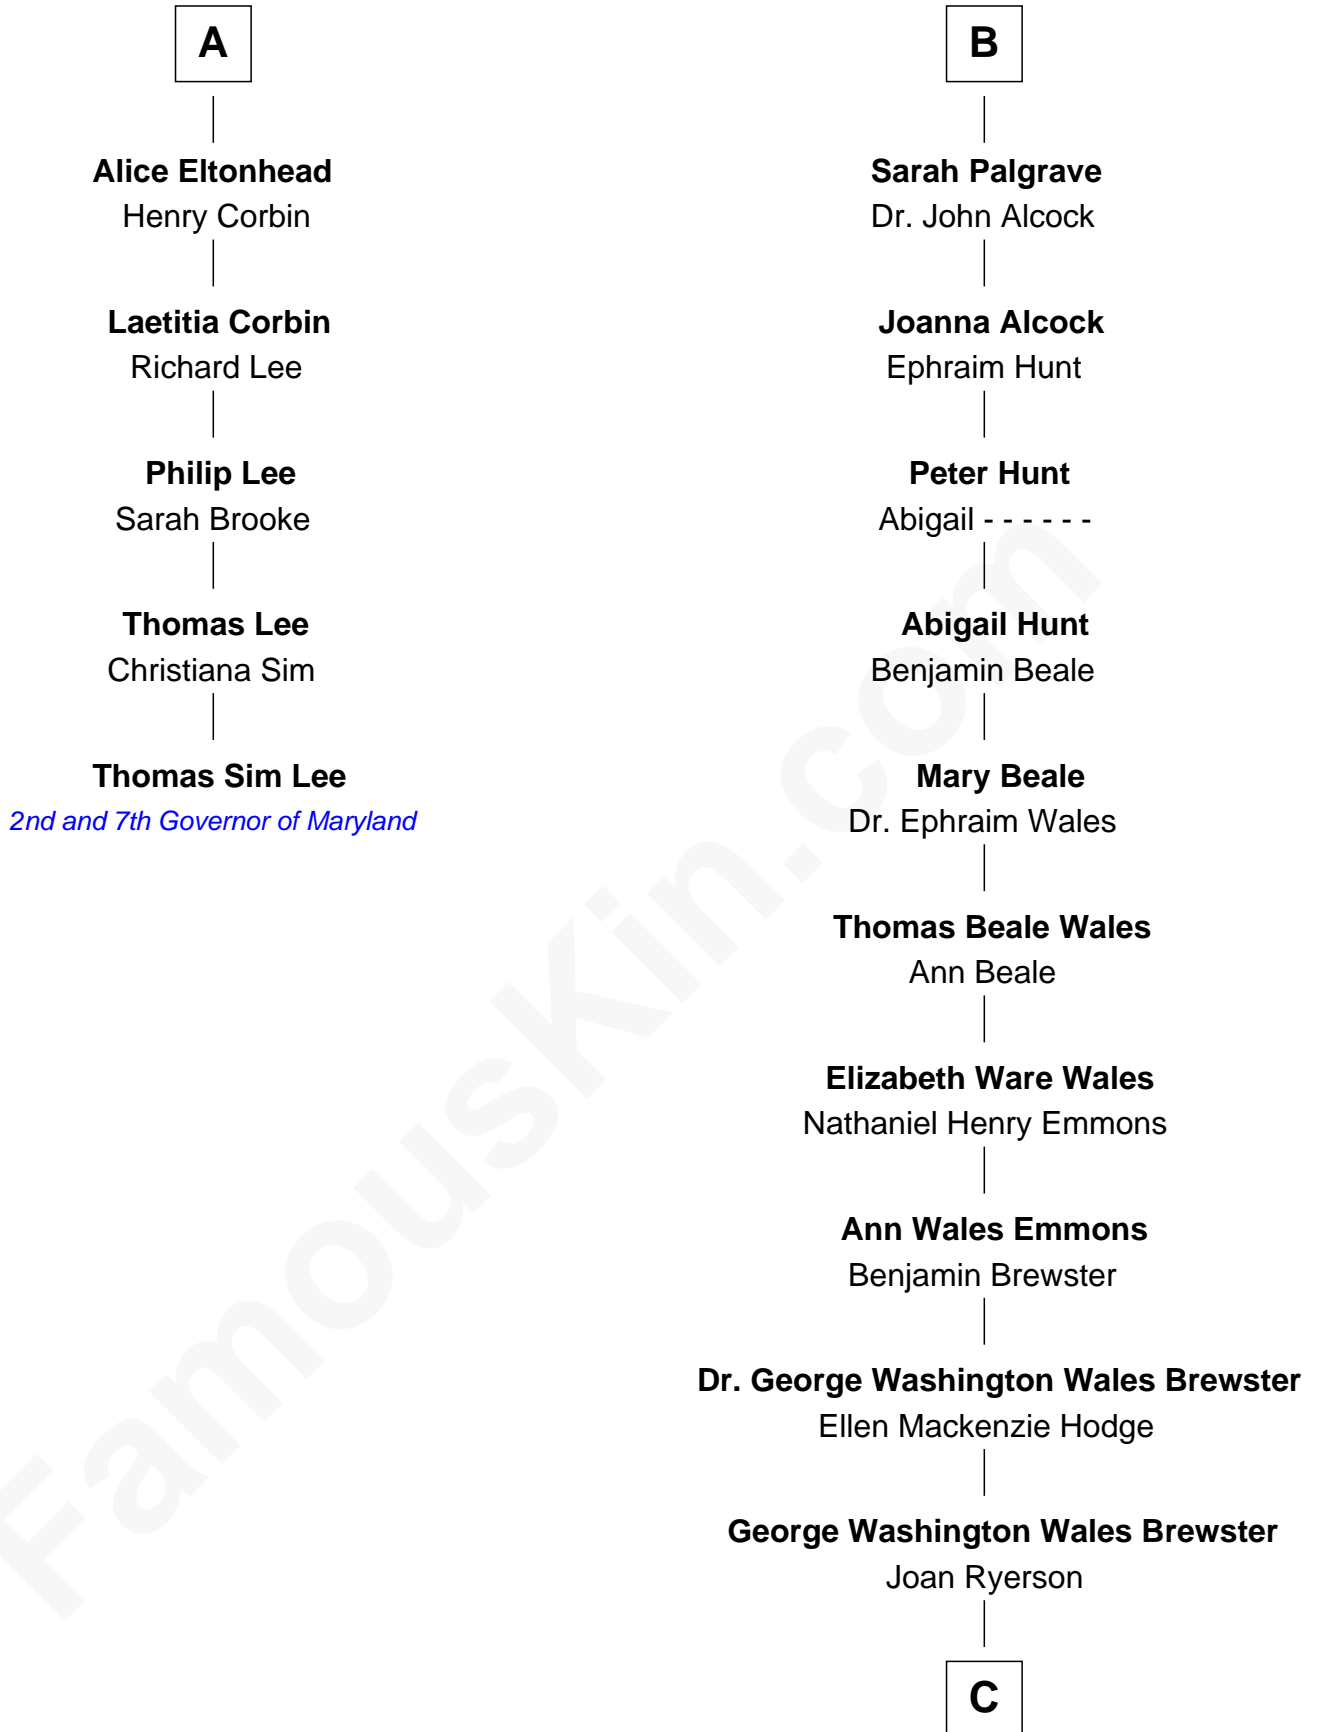 A
Alice Eltonhead
Henry Corbin
Laetitia Corbin
Richard Lee
Philip Lee
Sarah Brooke
Thomas Lee
Christiana Sim
Thomas Sim Lee
2nd and 7th Governor of Maryland
B
Sarah Palgrave
Dr. John Alcock
Joanna Alcock
Ephraim Hunt
Peter Hunt
Abigail - - - - - -
Abigail Hunt
Benjamin Beale
Mary Beale
Dr. Ephraim Wales
Thomas Beale Wales
Ann Beale
Elizabeth Ware Wales
Nathaniel Henry Emmons
Ann Wales Emmons
Benjamin Brewster
Dr. George Washington Wales Brewster
Ellen Mackenzie Hodge
George Washington Wales Brewster
Joan Ryerson
C
FamousKin.com